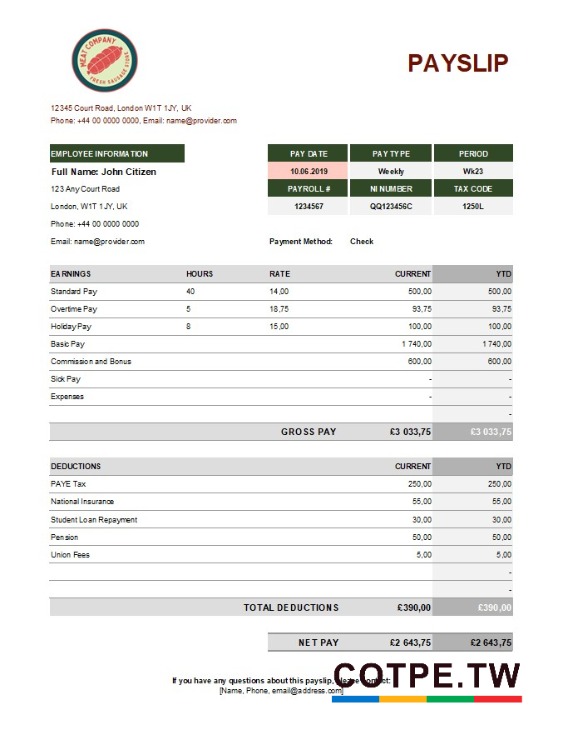 MEAT COMPANY
FRESH SAUSAGE STORE
PAYSLIP
12345 Court Road, London W1T 1JY, UK
Phone: +44 00 0000 0000, Email: name@provider.com
EMPLOYEE INFORMATION PAY DATE PAY TYPE PERIOD
Full Name: John Citizen 10.06.2019 Weekly Wk23
123 Any Court Road PAYROLL # NI NUMBER TAX CODE
London, W1T 1JY, UK 1234567 QQ123456C 1250L
Phone: +44 00 0000 0000
Email: name@provider.com Payment Method: Check
EARNINGS HOURS RATE CURRENT YTD
Standard Pay 40 14,00 500,00 500,00
Overtime Pay 5 18,75 93,75 93,75
Holiday Pay 8 15,00 100,00 100,00
Basic Pay 1 740,00 1 740,00
Commission and Bonus 600,00 600,00
Sick Pay - -
Expenses - -
-
GROSS PAY £3 033,75 £3 033,75
DEDUCTIONS CURRENT YTD
PAYE Tax 250,00 250,00
National Insurance 55,00 55,00
Student Loan Repayment 30,00 30,00
Pension 50,00 50,00
Union Fees 5,00 5,00
-
-
TOTAL DEDUCTIONS £390,00 £390,00
NET PAY £2 643,75 £2 643,75
COTPE.TW
If you have any questions about this payslip, please contact:
[Name, Phone, email@address.com]